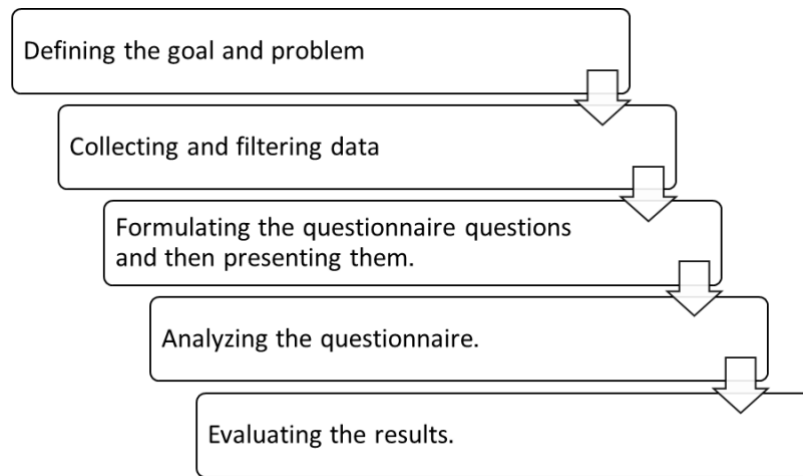 Defining the goal and problem
Collecting and filtering data
Formulating the questionnaire questions
and then presenting them.
Analyzing the questionnaire.
Evaluating the results.